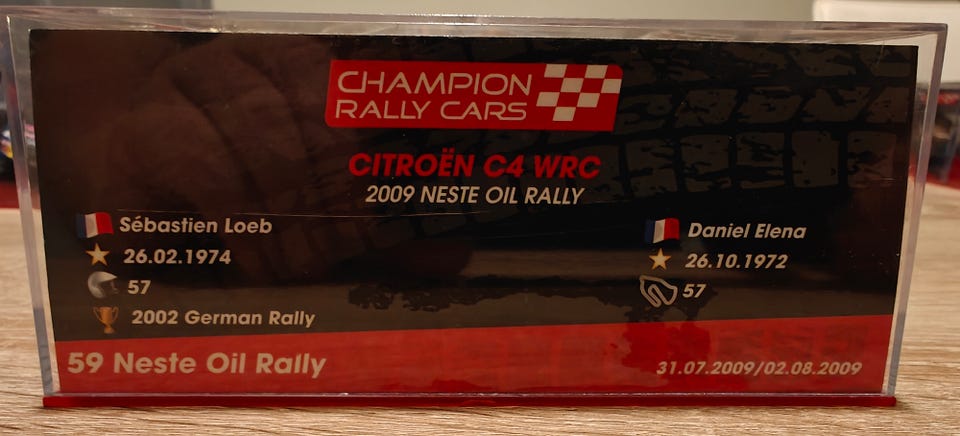 CHAMPION
RALLY CARS
CITROËN C4 WRC
2009 NESTE OIL RALLY
Sébastien Loeb
26.02.1974
57
2002 German Rally
Daniel Elena
26.10.1972
57
59 Neste Oil Rally
31.07.2009/02.08.2009